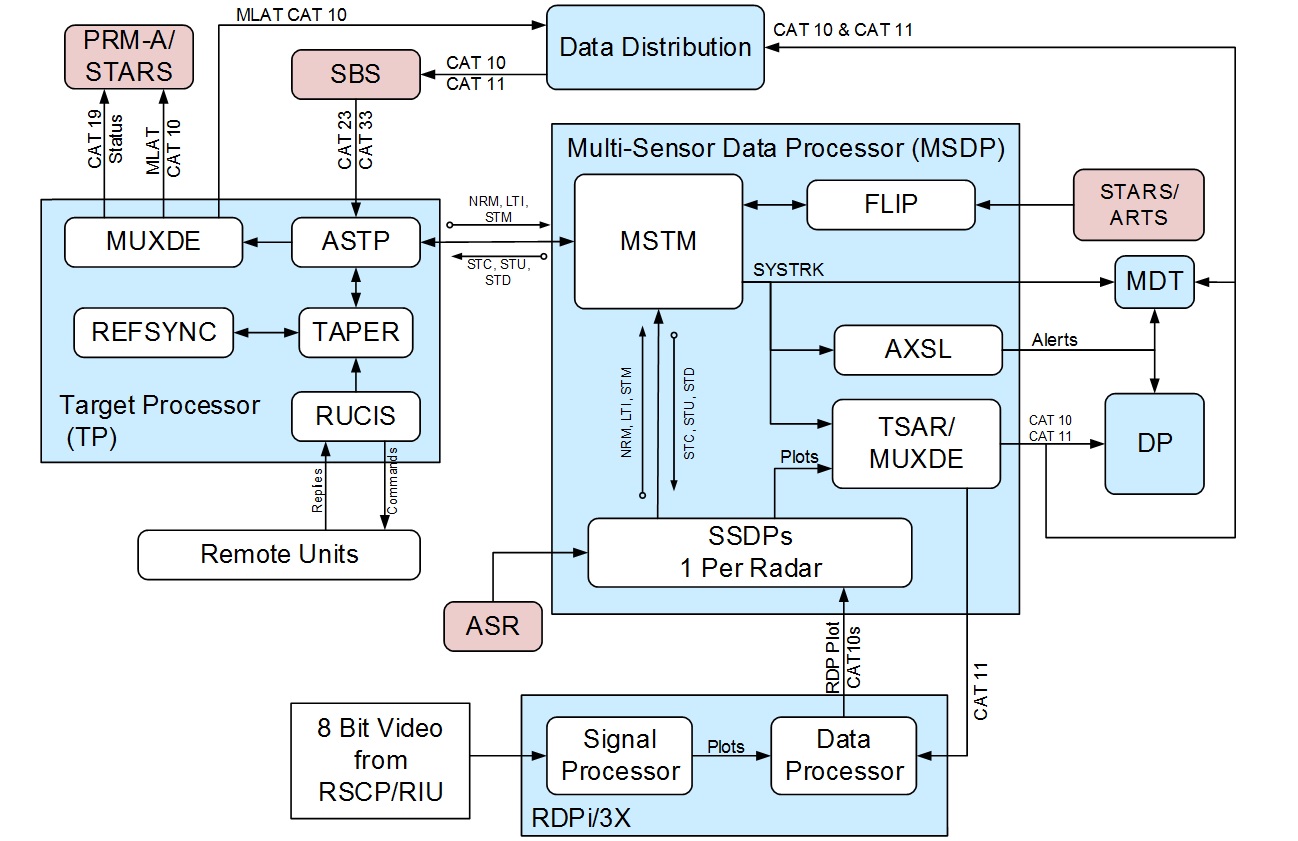 MLAT CAT 10
PRM-A/
STARS
SBS
CAT 10
CAT 11
Data Distribution
CAT 10 & CAT 11
CAT 19
Status
MLAT
CAT 10
CAT 23
CAT 33
Multi-Sensor Data Processor (MSDP)
MUXDE
ASTP
NRM, LTI,
STM
STC, STU,
STD
MSTM
FLIP
STARS/
ARTS
SYSTRK
MDT
REFSYNC
TAPER
AXSL
Alerts
Target Processor
(TP)
RUCIS
NRM, LTI, STM
STC, STU, STD
TSAR/
MUXDE
CAT 10
CAT 11
DP
Plots
Replies
Commands
Remote Units
SSDPs
1 Per Radar
ASR
RDP Plot
CAT10s
CAT 11
8 Bit Video
from
RSCP/RIU
Signal
Processor
Plots
Data
Processor
RDPi/3X